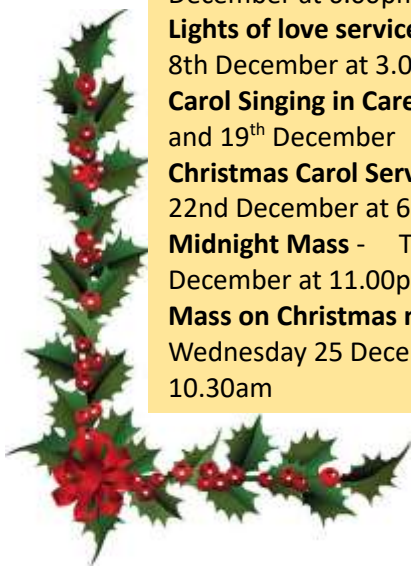 December at
Lights of love service
8th December at 3.0
Carol Singing in Care
and 19th December
Christmas Carol Serv
22nd December at 6
Midnight Mass - T
December at 11.00p
Mass on Christmas m
Wednesday 25 Dece
10.30am